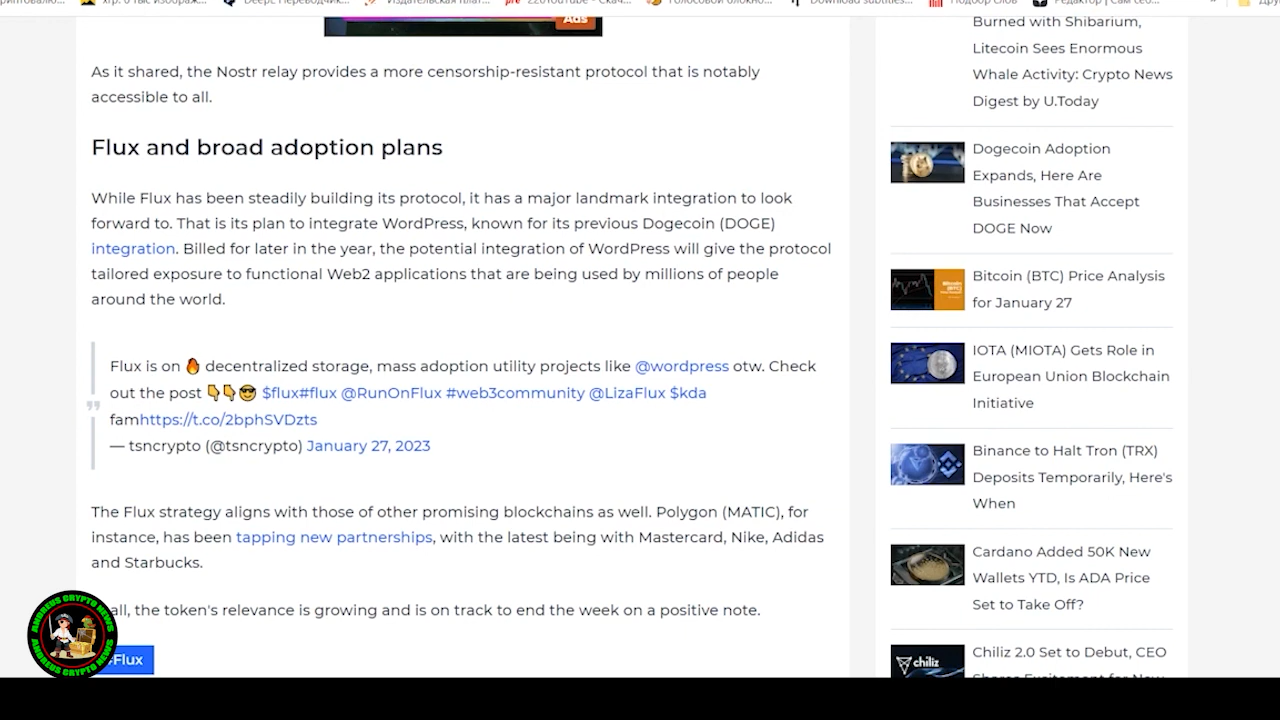 Ads
As it shared, the Nostr relay provides a more censorship-resistant protocol that is notably
accessible to all.
Flux and broad adoption plans
While Flux has been steadily building its protocol, it has a major landmark integration to look
forward to. That is its plan to integrate WordPress, known for its previous Dogecoin (DOGE)
integration. Billed for later in the year, the potential integration of WordPress will give the protocol
tailored exposure to functional Web2 applications that are being used by millions of people
around the world.
Flux is on 🔥 decentralized storage, mass adoption utility projects like @wordpress otw. Check
out the post 👇👇😎 $flux#flux @RunOnFlux #web3community @LizaFlux $kda
famhttps://t.co/2bphSVDzts
— tsncrypto (@tsncrypto) January 27, 2023
The Flux strategy aligns with those of other promising blockchains as well. Polygon (MATIC), for
instance, has been tapping new partnerships, with the latest being with Mastercard, Nike, Adidas
and Starbucks.
all, the token's relevance is growing and is on track to end the week on a positive note.
#Flux
ANDREUS CRYPTO NEWS
ANDREUS CRYPTO NEWS
Burned with Shibarium,
Litecoin Sees Enormous
Whale Activity: Crypto News
Digest by U.Today
Dogecoin Adoption
Expands, Here Are
Businesses That Accept
DOGE Now
Bitcoin (BTC) Price Analysis
for January 27
IOTA (MIOTA) Gets Role in
European Union Blockchain
Initiative
Binance to Halt Tron (TRX)
Deposits Temporarily, Here's
When
Cardano Added 50K New
Wallets YTD, Is ADA Price
Set to Take Off?
chiliz
Chiliz 2.0 Set to Debut, CEO